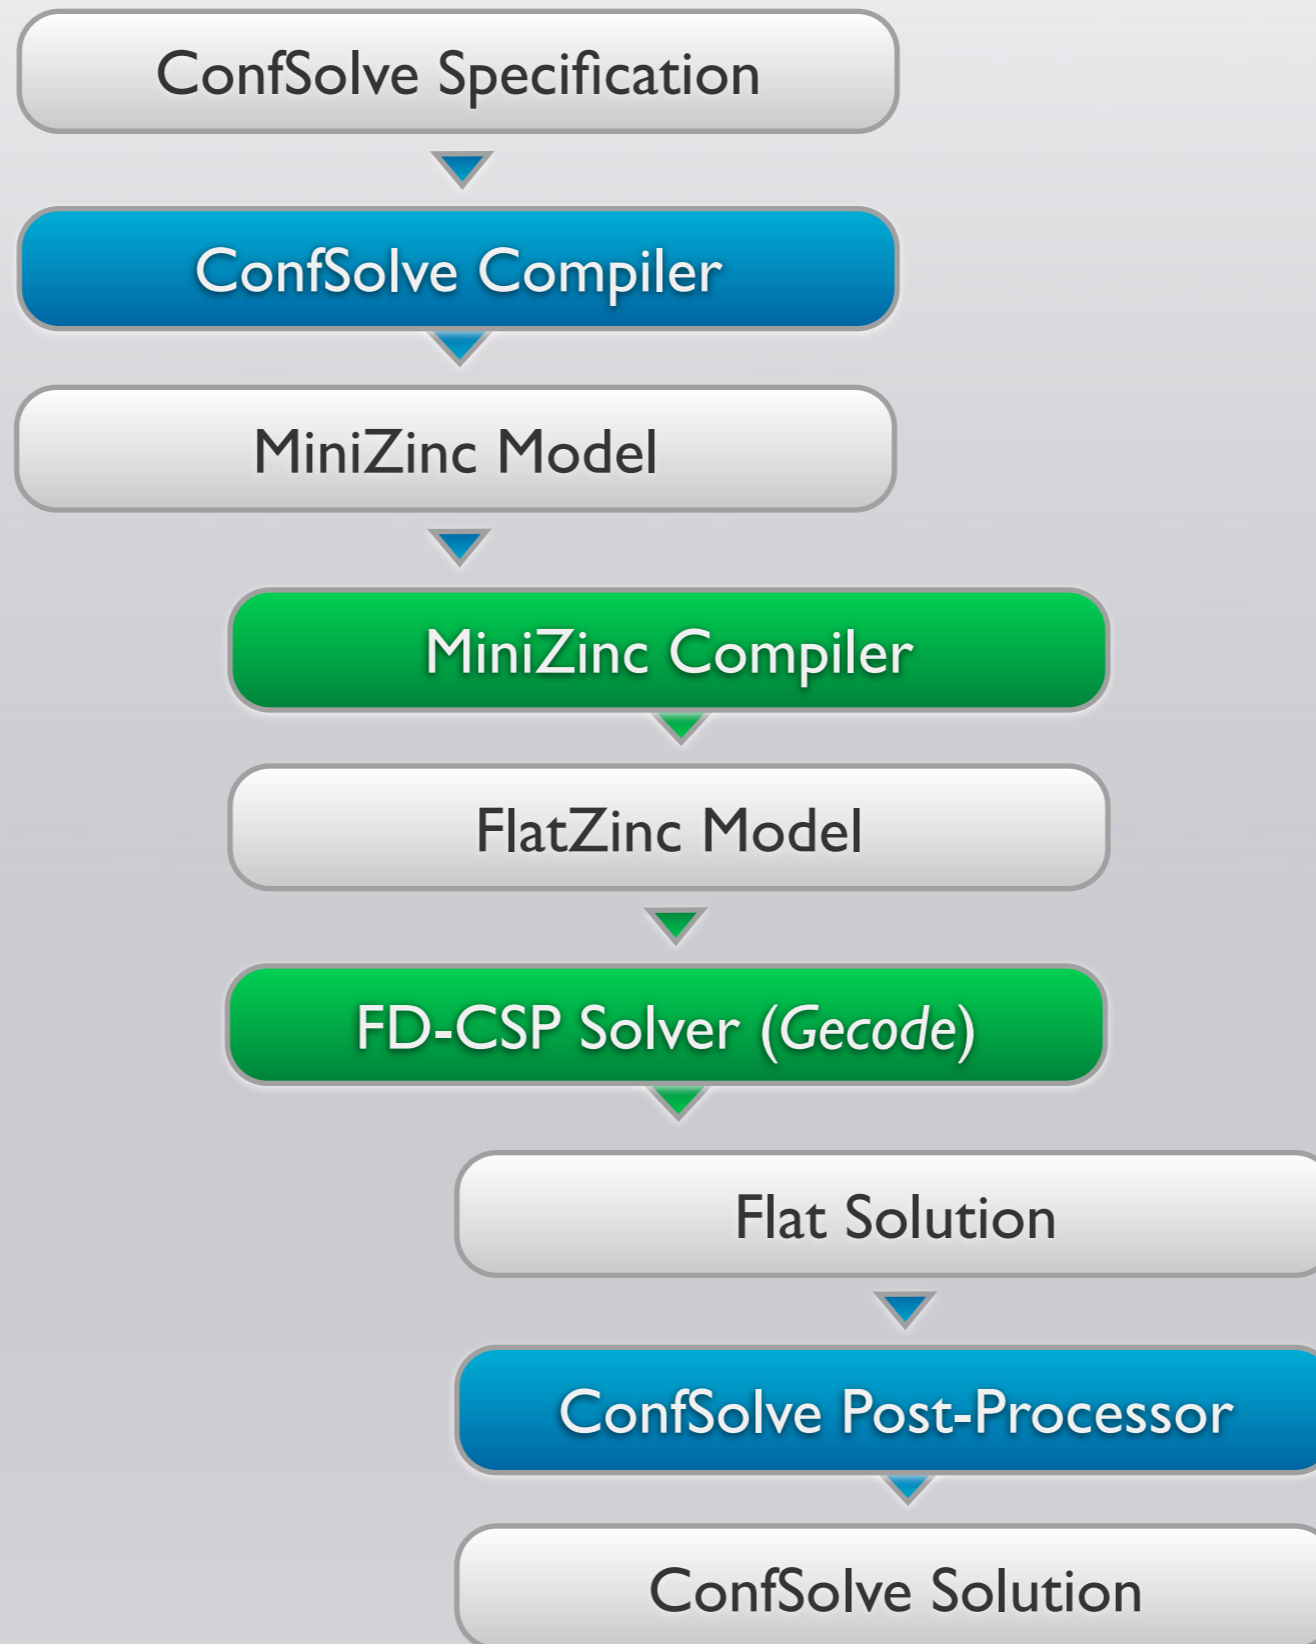 ConfSolve Specification
ConfSolve Compiler
MiniZinc Model
MiniZinc Compiler
FlatZinc Model
FD-CSP Solver (Gecode)
Flat Solution
ConfSolve Post-Processor
ConfSolve Solution